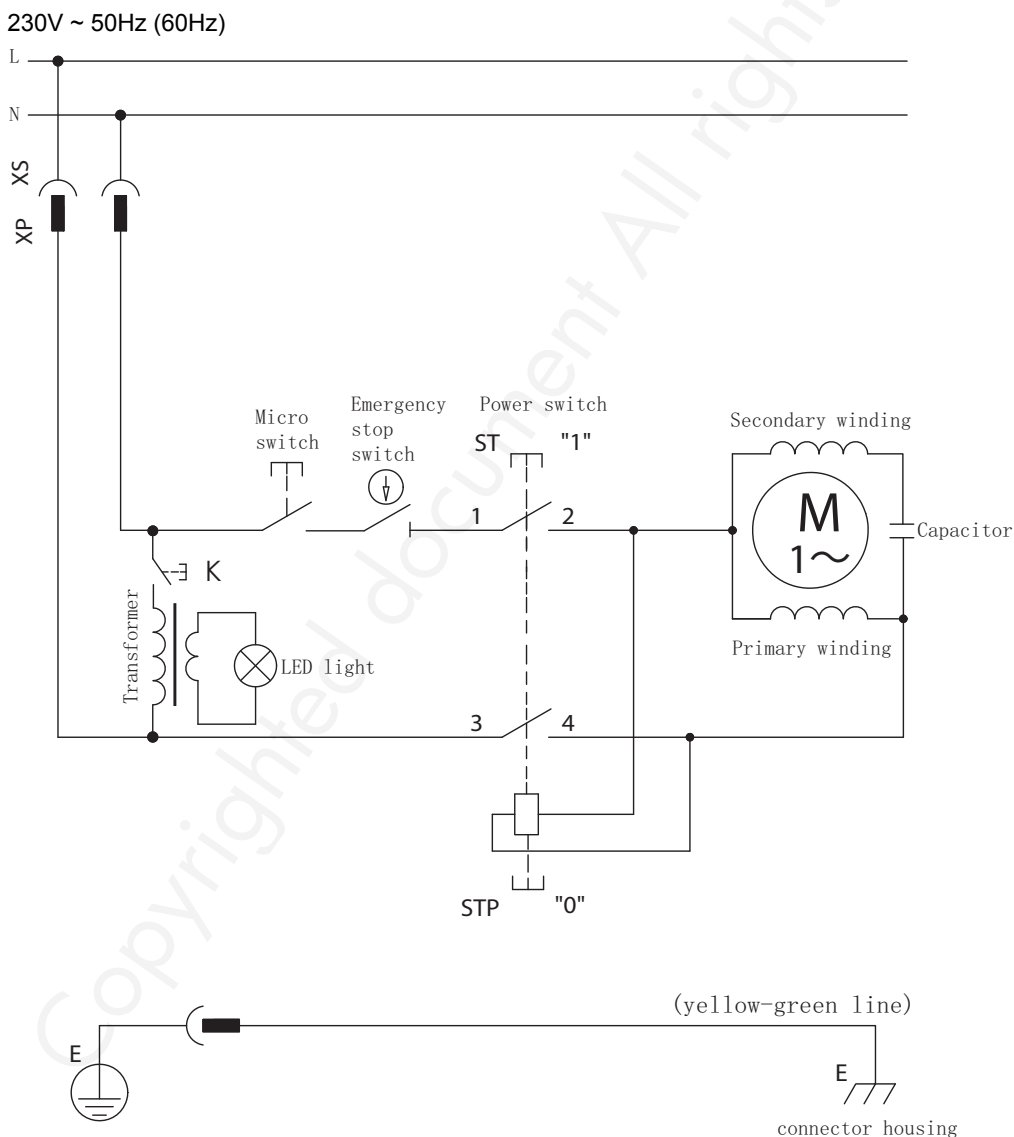 230V ~ 50Hz (60Hz)
L
N
XS
XP
Micro
switch
Emergency
stop
switch
Power switch
ST "1"
1 2
Secondary winding
M
1~
Capacitor
Primary winding
K
Transformer
LED light
3 4
STP "0"
(yellow-green line)
E
E
connector housing
Copyrighted document All rights